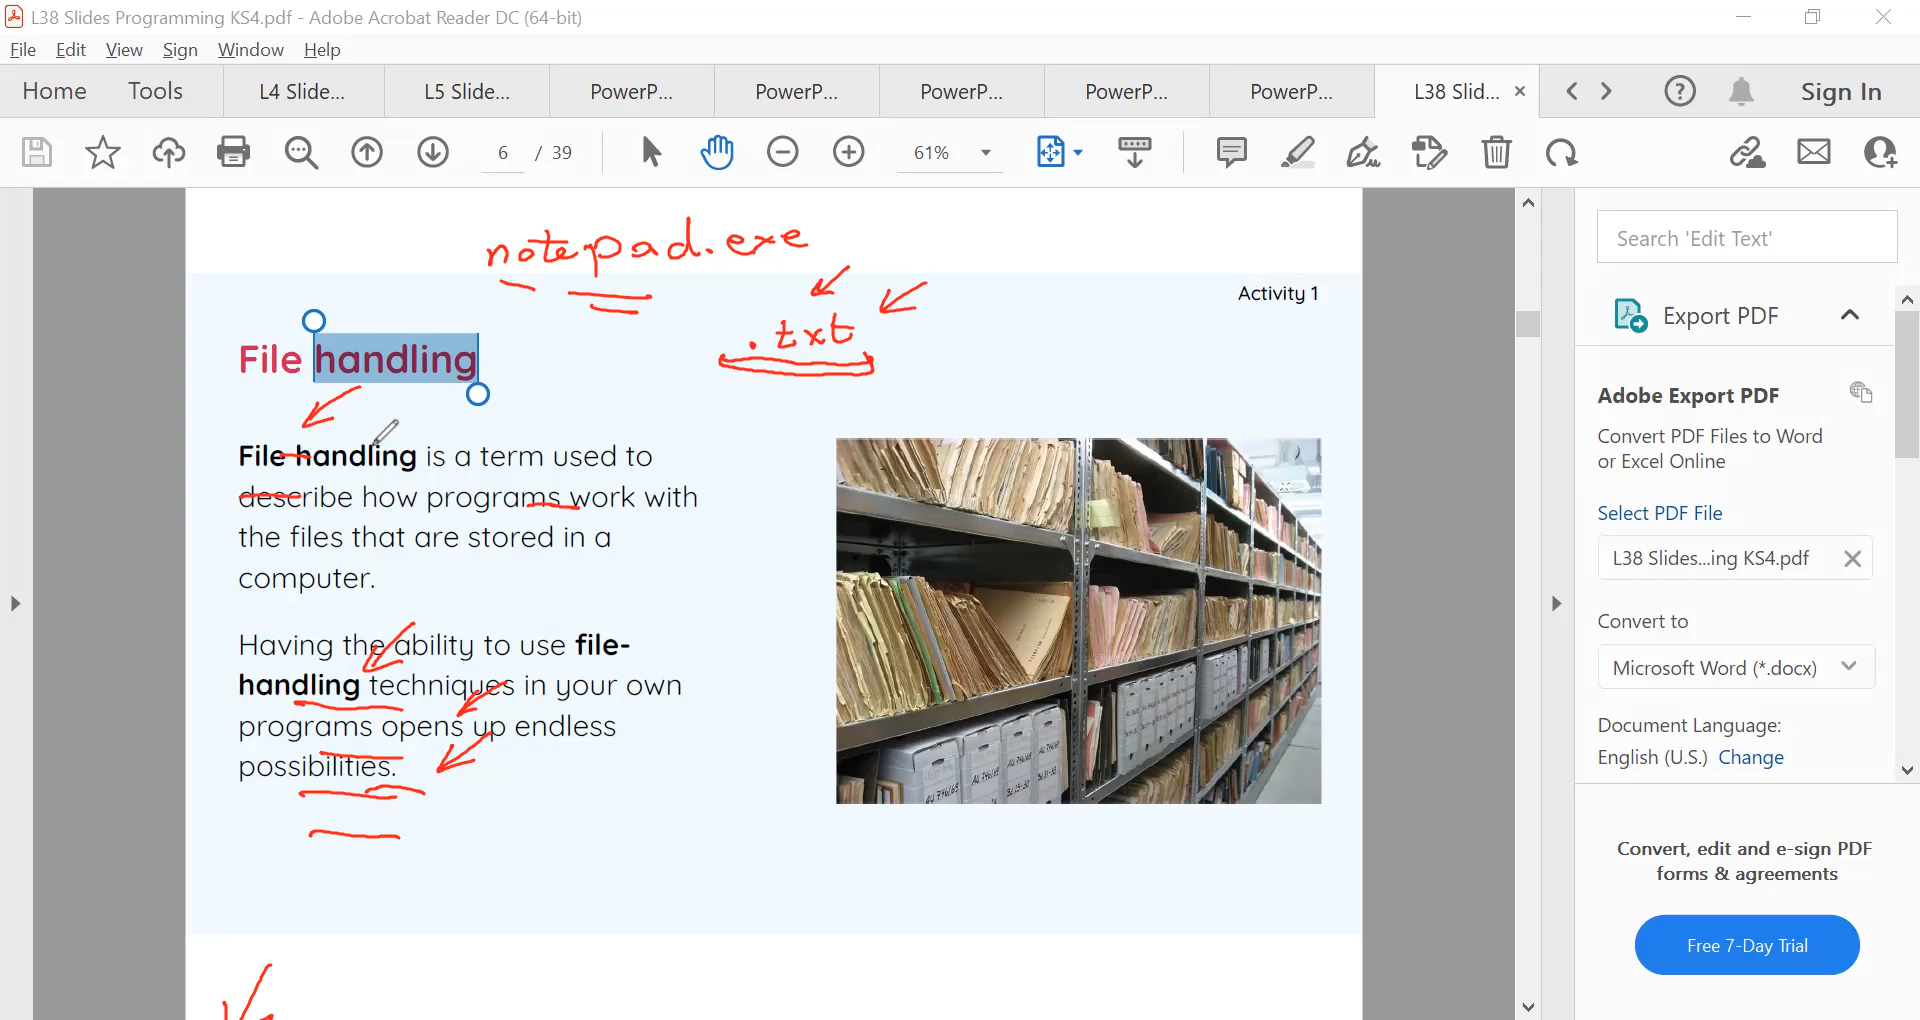 L38 Slides Programming KS4.pdf - Adobe Acrobat Reader DC (64-bit)
File Edit View Sign Window Help
Home Tools L4 Slide... L5 Slide... PowerP... PowerP... PowerP... PowerP... PowerP... L38 Slid... × Sign In
6 / 39 61%
notepad.exe
Activity 1
.txt
File handling
File handling is a term used to
describe how programs work with
the files that are stored in a
computer.
Having the ability to use file-
handling techniques in your own
programs opens up endless
possibilities.
Search 'Edit Text'
Export PDF
Adobe Export PDF
Convert PDF Files to Word
or Excel Online
Select PDF File
L38 Slides...ing KS4.pdf
Convert to
Microsoft Word (*.docx)
Document Language:
English (U.S.) Change
Convert, edit and e-sign PDF
forms & agreements
Free 7-Day Trial